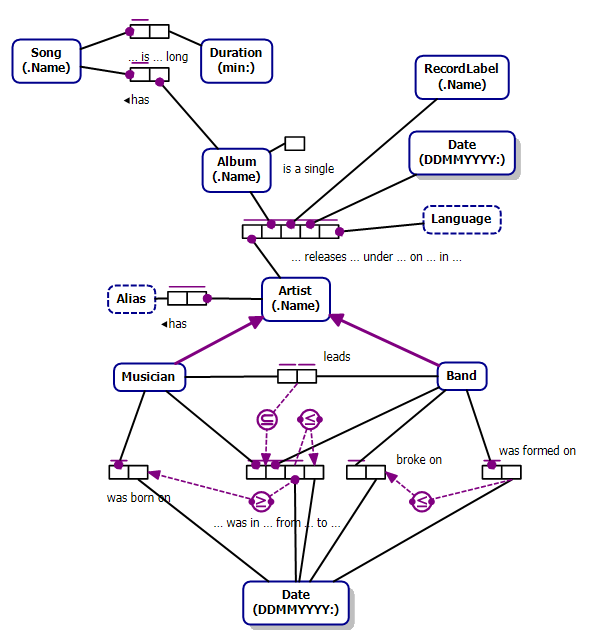 Song
(.Name)
Duration
(min:)
... is ... long
◄has
RecordLabel
(.Name)
Date
(DDMMYYYY:)
Album
(.Name)
is a single
Language
... releases ... under ... on ... in ...
Alias
Artist
(.Name)
◄has
leads
Musician
Band
⊆
≤
was formed on
broke on
was born on
≥
≤
... was in ... from ... to ...
Date
(DDMMYYYY:)